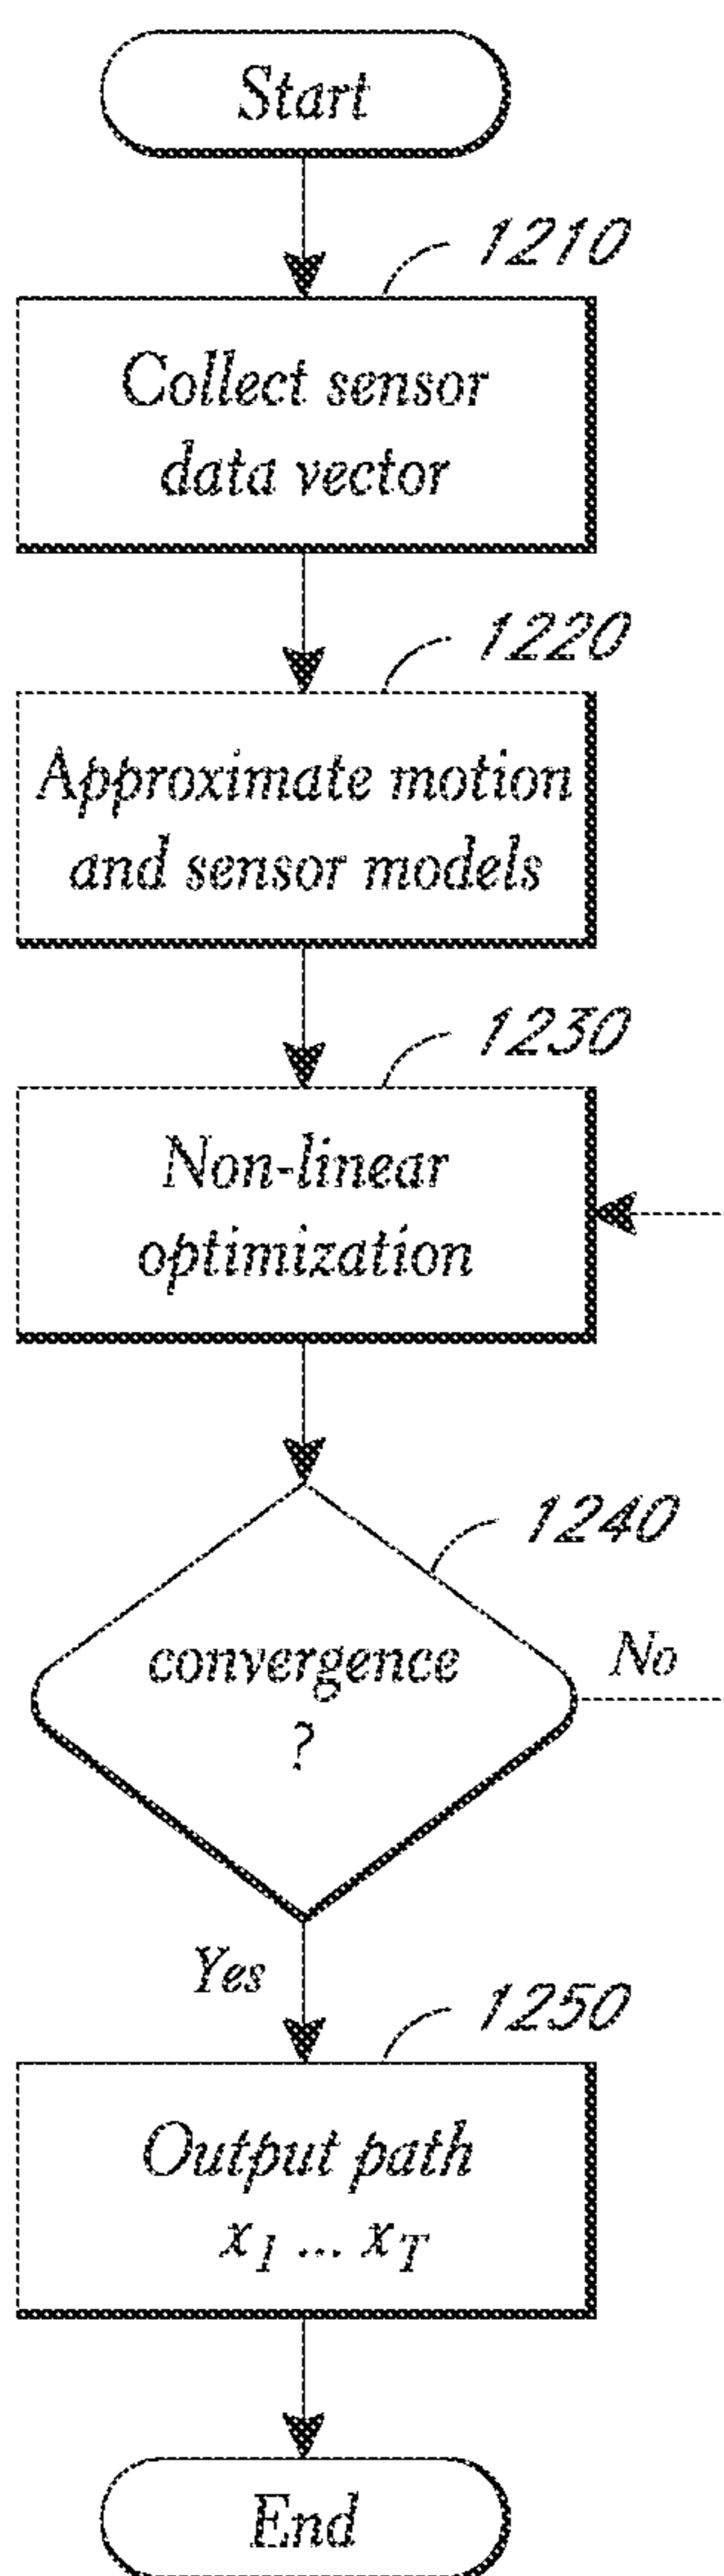 Start
1210
Collect sensor
data vector
1220
Approximate motion
and sensor models
1230
Non-linear
optimization
1240
convergence
?
No
Yes
1250
Output path
x1 ... xT
End